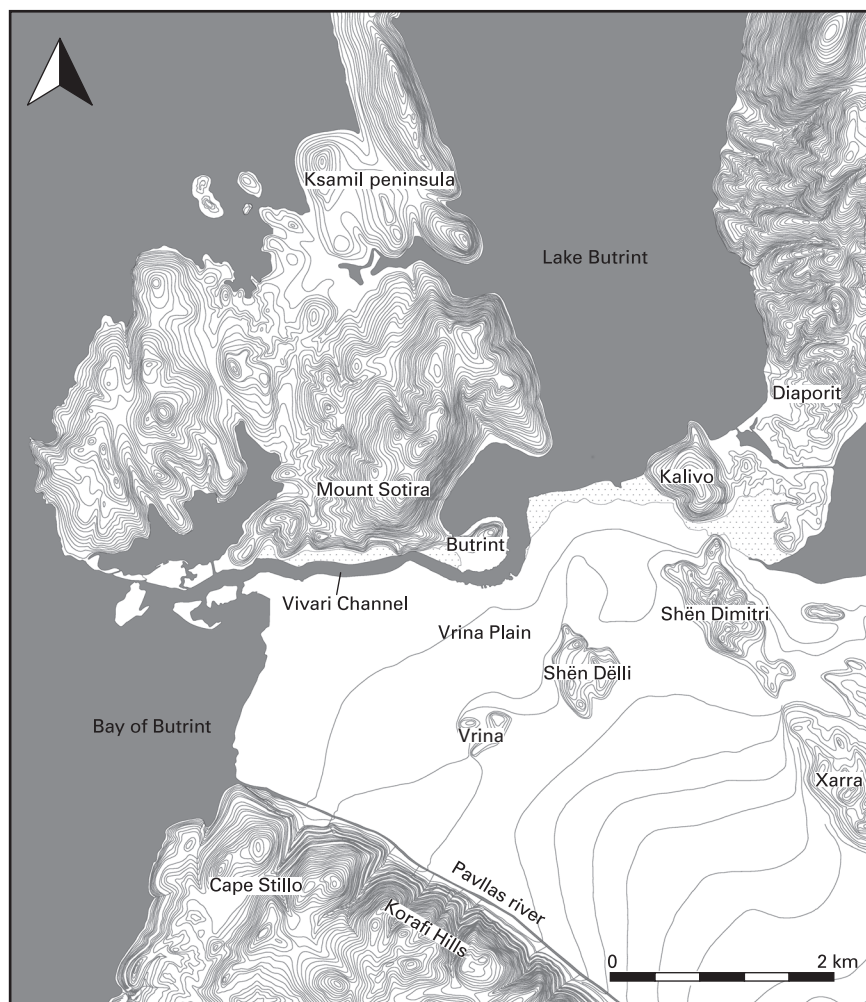 Ksamil peninsula
Lake Butrint
Diaporit
Kalivo
Mount Sotira
Butrint
Vivari Channel
Shën Dimitri
Vrina Plain
Shën Dëlli
Bay of Butrint
Vrina
Xarra
Cape Stillo
Pavllas river
Korafi Hills
0 2 km